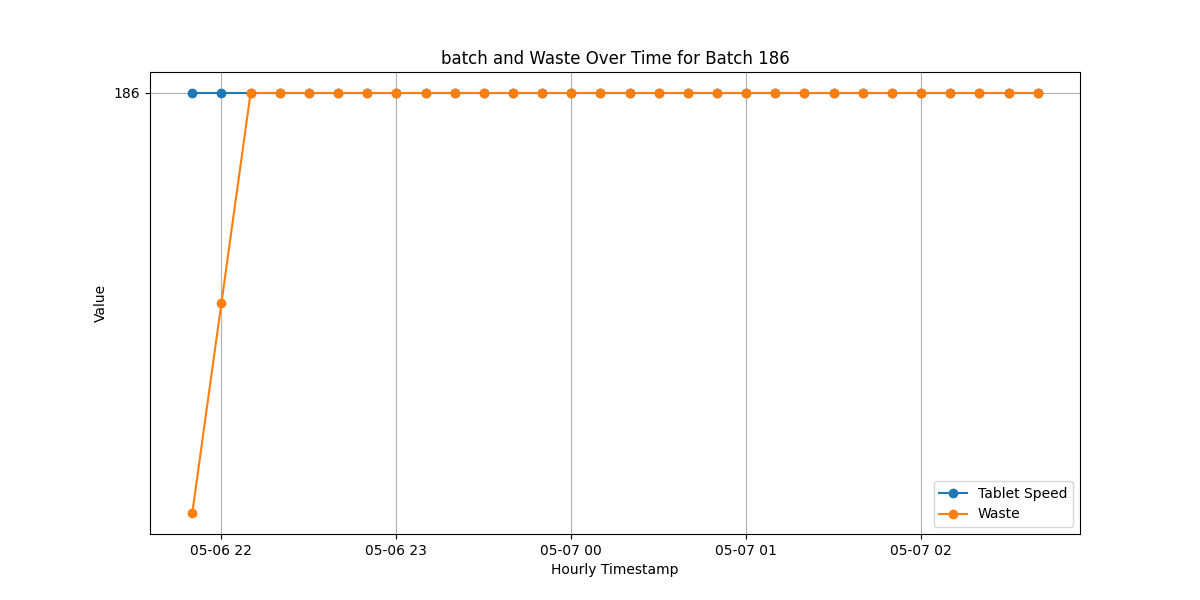 batch and Waste Over Time for Batch 186
186
Value
Tablet Speed
Waste
05-06 22
05-06 23
05-07 00
05-07 01
05-07 02
Hourly Timestamp